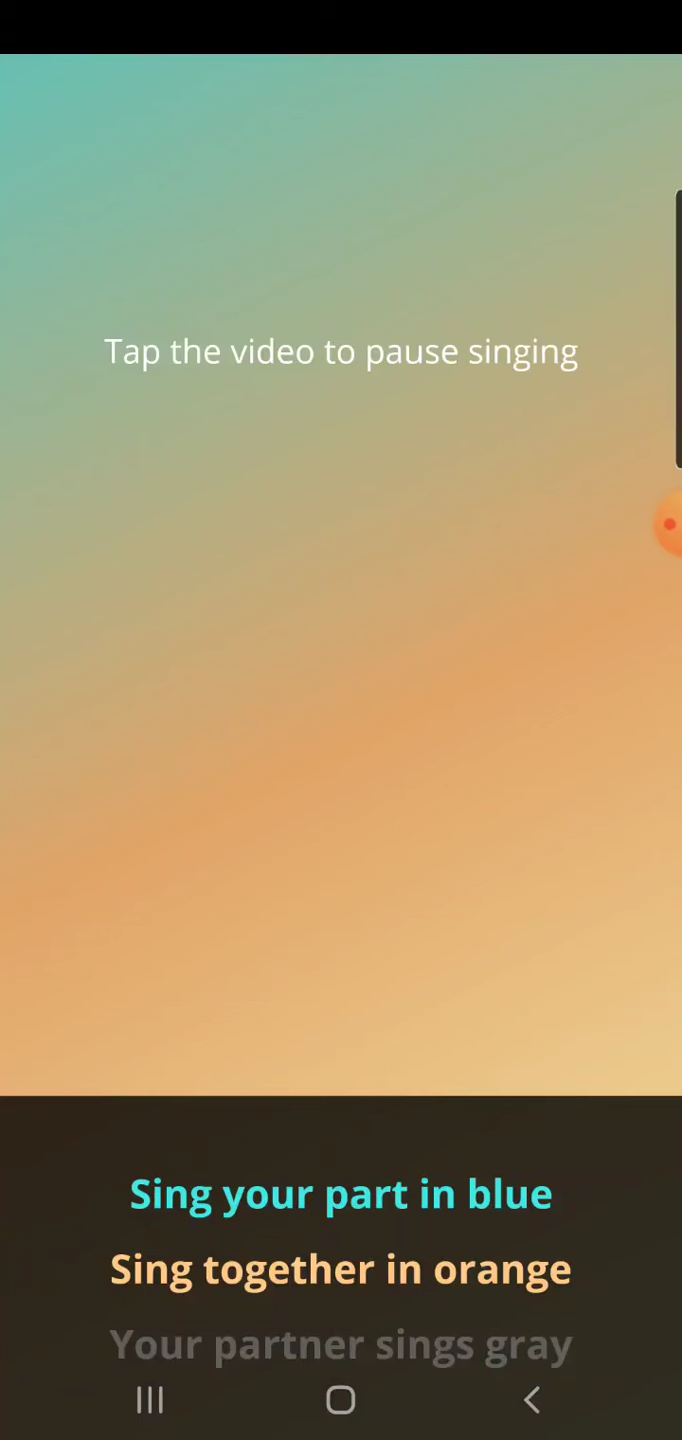 Tap the video to pause singing
Sing your part in blue
Sing together in orange
Your partner sings gray